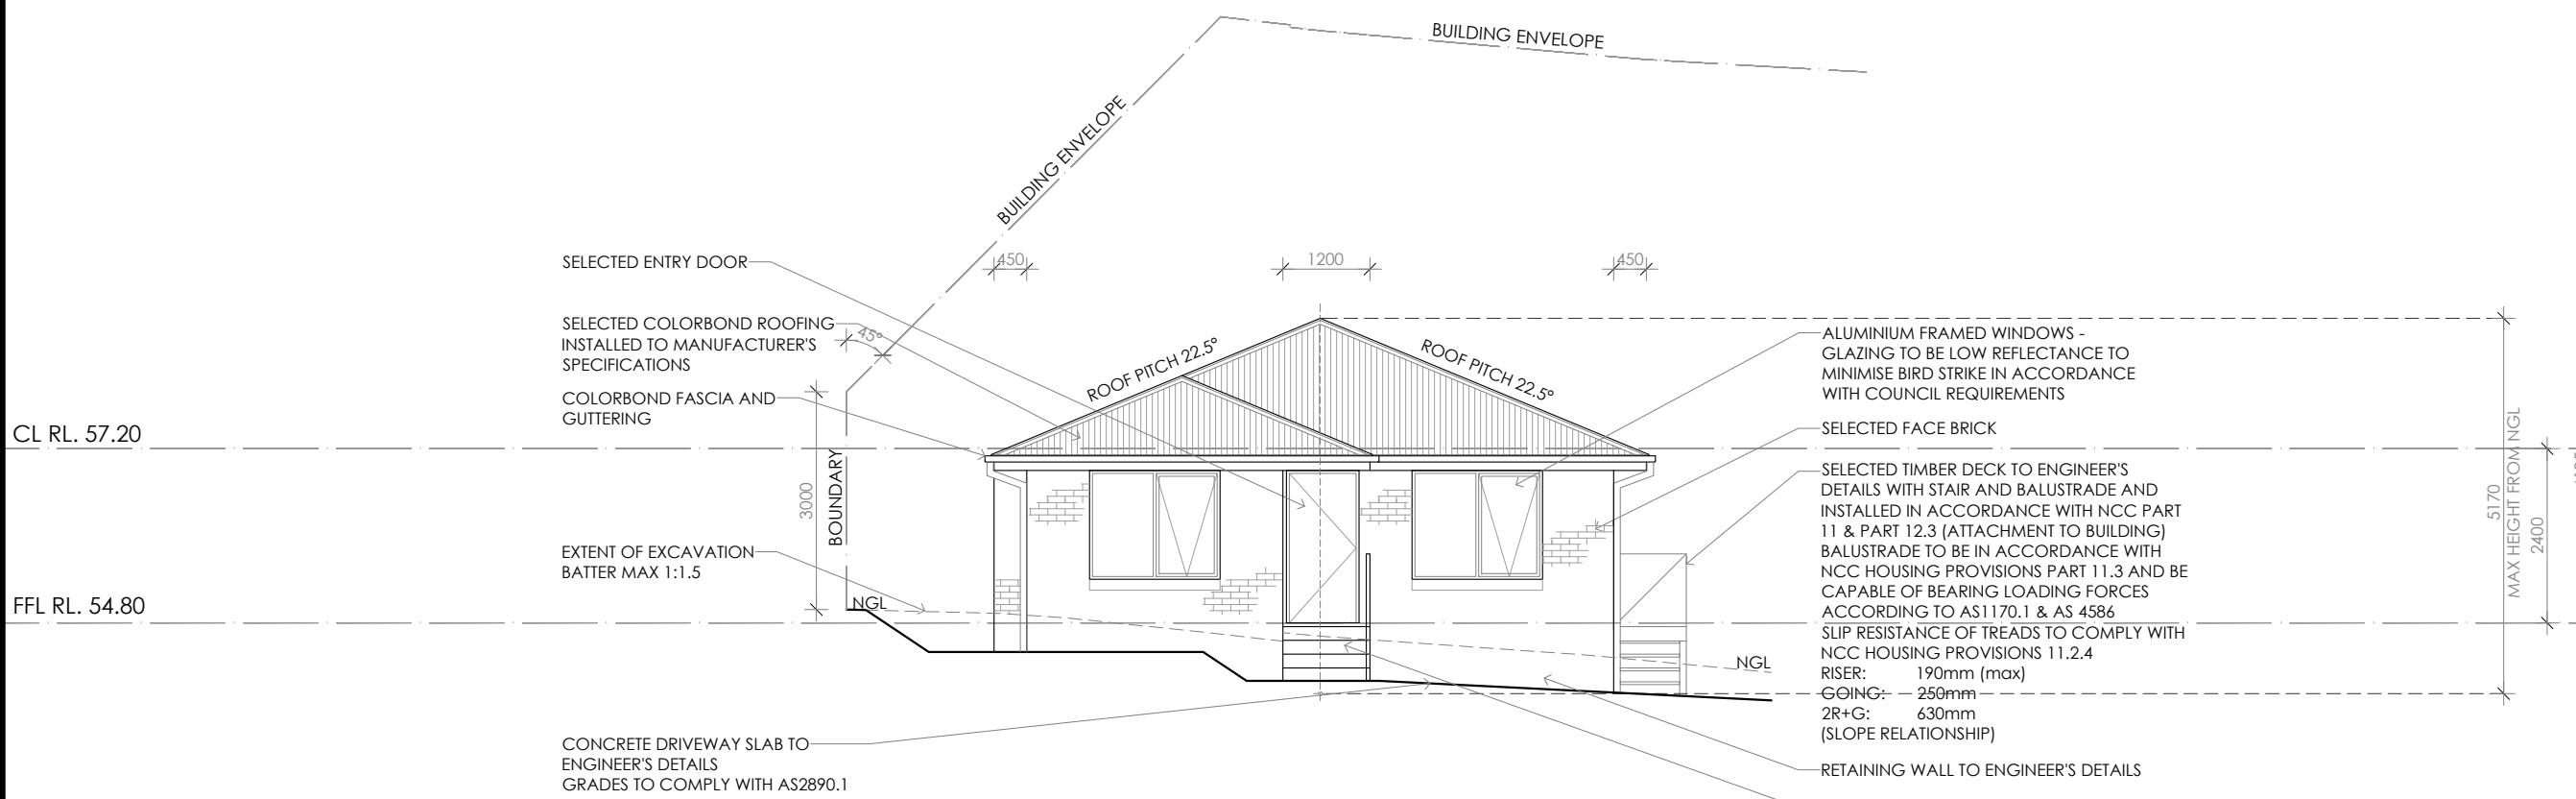 BUILDING ENVELOPE
BUILDING ENVELOPE
SELECTED ENTRY DOOR
450
1200
450
SELECTED COLORBOND ROOFING
INSTALLED TO MANUFACTURER'S
SPECIFICATIONS
45°
COLORBOND FASCIA AND
GUTTERING
ROOF PITCH 22.5°
ROOF PITCH 22.5°
ALUMINIUM FRAMED WINDOWS -
GLAZING TO BE LOW REFLECTANCE TO
MINIMISE BIRD STRIKE IN ACCORDANCE
WITH COUNCIL REQUIREMENTS
SELECTED FACE BRICK
CL RL. 57.20
3000
BOUNDARY
EXTENT OF EXCAVATION
BATTER MAX 1:1.5
NGL
FFL RL. 54.80
SELECTED TIMBER DECK TO ENGINEER'S
DETAILS WITH STAIR AND BALUSTRADE AND
INSTALLED IN ACCORDANCE WITH NCC PART
11 & PART 12.3 (ATTACHMENT TO BUILDING)
BALUSTRADE TO BE IN ACCORDANCE WITH
NCC HOUSING PROVISIONS PART 11.3 AND BE
CAPABLE OF BEARING LOADING FORCES
ACCORDING TO AS1170.1 & AS 4586
SLIP RESISTANCE OF TREADS TO COMPLY WITH
NCC HOUSING PROVISIONS 11.2.4
RISER: 190mm (max)
GOING: 250mm
2R+G: 630mm
(SLOPE RELATIONSHIP)
NGL
5170
MAX HEIGHT FROM NGL
2400
CONCRETE DRIVEWAY SLAB TO
ENGINEER'S DETAILS
GRADES TO COMPLY WITH AS2890.1
RETAINING WALL TO ENGINEER'S DETAILS